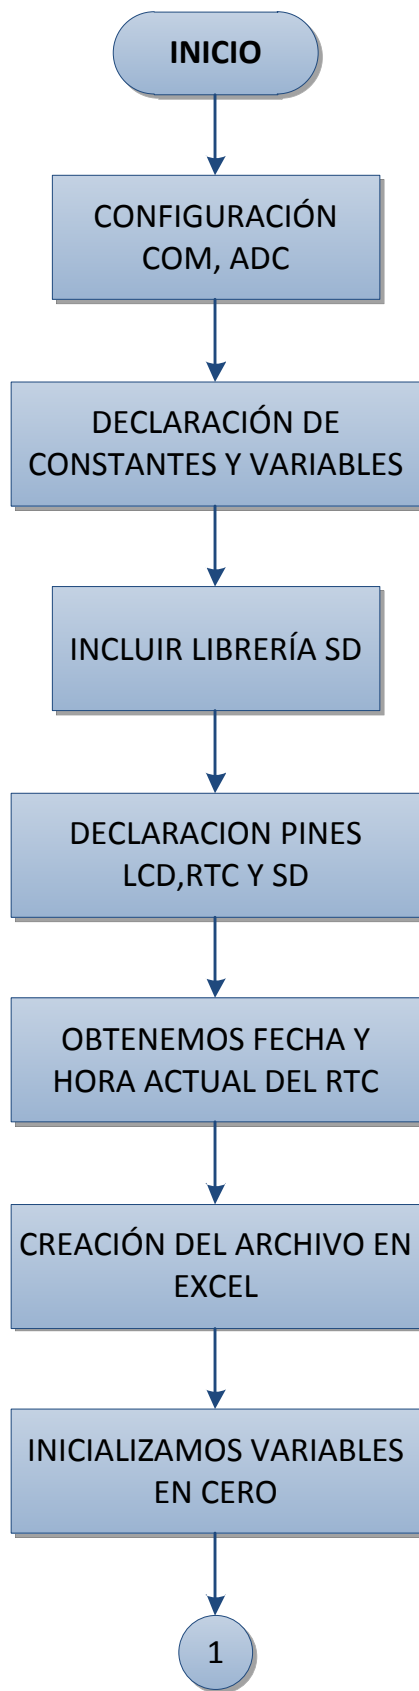 INICIO
CONFIGURACIÓN
COM, ADC
DECLARACIÓN DE
CONSTANTES Y VARIABLES
INCLUIR LIBRERÍA SD
DECLARACION PINES
LCD,RTC Y SD
OBTENEMOS FECHA Y
HORA ACTUAL DEL RTC
CREACIÓN DEL ARCHIVO EN
EXCEL
INICIALIZAMOS VARIABLES
EN CERO
1